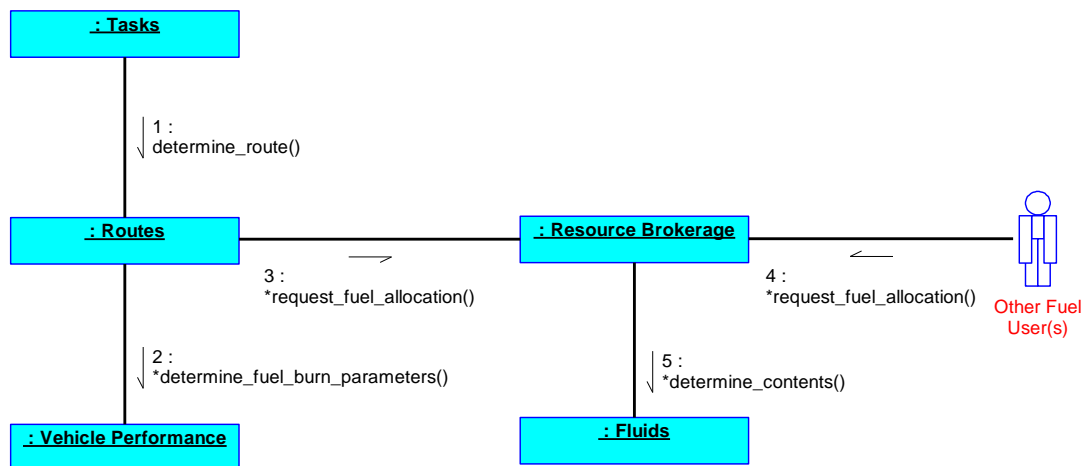 : Tasks
1 :
determine_route()
: Routes
: Resource Brokerage
3 :
*request_fuel_allocation()
4 :
*request_fuel_allocation()
Other Fuel
User(s)
2 :
*determine_fuel_burn_parameters()
5 :
*determine_contents()
: Vehicle Performance
: Fluids